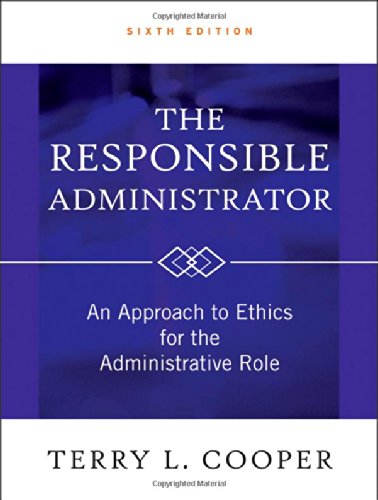 Copyrighted Material
SIXTH EDITION
THE
RESPONSIBLE
ADMINISTRATOR
An Approach to Ethics
for the
Administrative Role
TERRY L. COOPER
Copyrighted Material